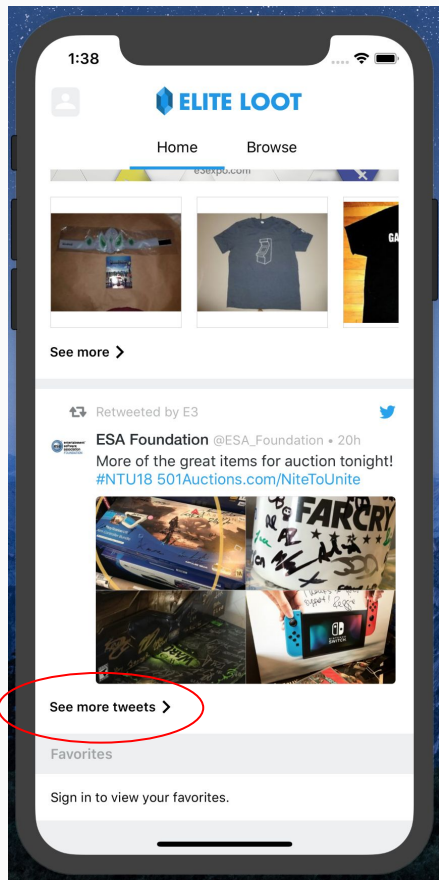 1:38
ELITE LOOT
Home Browse
e3expo.com
GA
See more
Retweeted by E3
ESA Foundation @ESA_Foundation • 20h
More of the great items for auction tonight!
#NTU18 501Auctions.com/NiteToUnite
FARCRY
SWITCH
See more tweets
Favorites
Sign in to view your favorites.